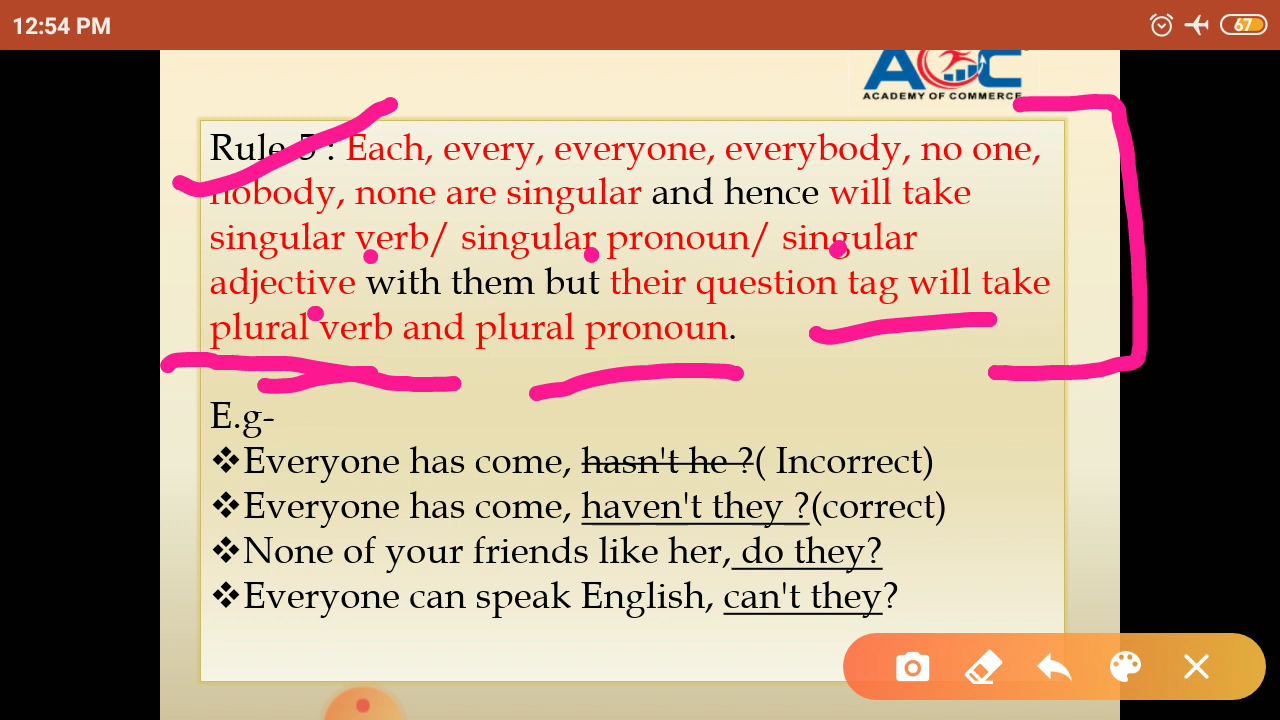 12:54 PM
67
AOC
ACADEMY OF COMMERCE
Rule 5 : Each, every, everyone, everybody, no one,
nobody, none are singular and hence will take
singular verb/ singular pronoun/ singular
adjective with them but their question tag will take
plural verb and plural pronoun.
E.g-
❖Everyone has come, hasn't he ?( Incorrect)
❖Everyone has come, haven't they ?(correct)
❖None of your friends like her, do they?
❖Everyone can speak English, can't they?